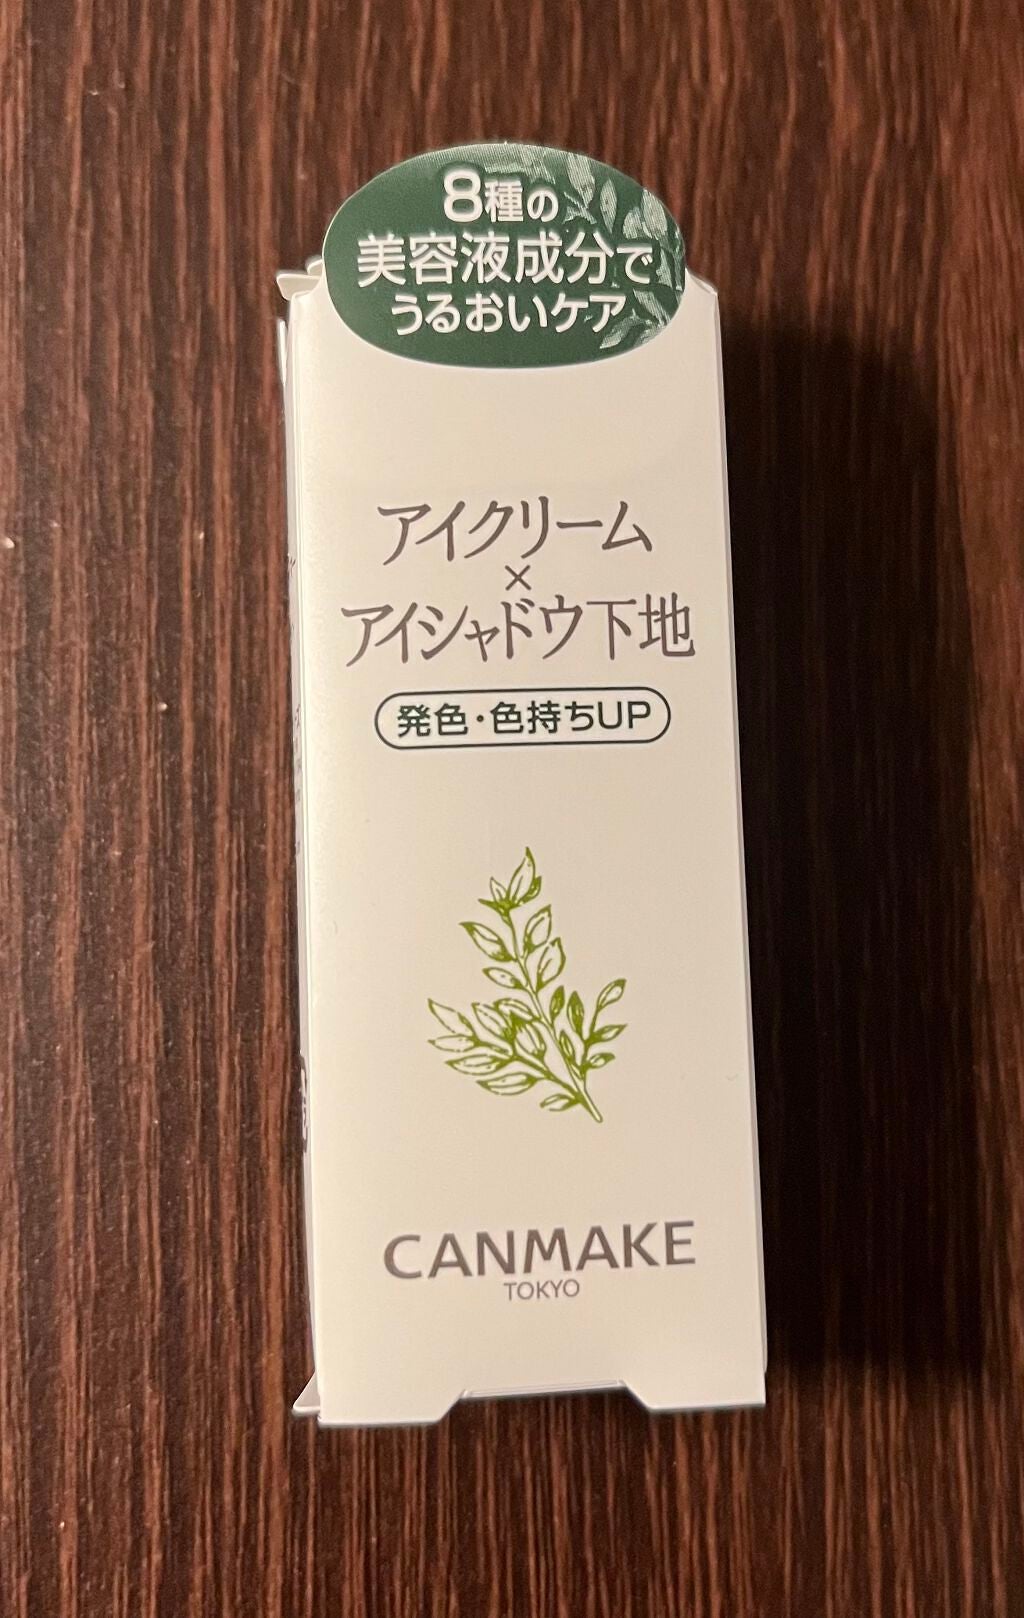 8種の
美容液成分で
うるおいケア
アイクリーム
×
アイシャドウ下地
発色・色持ちUP
CANMAKE
TOKYO